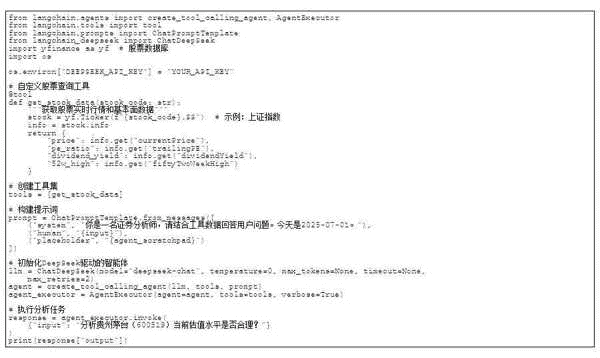 from langchain.agents import create_tool_calling_agent, AgentExecutor
from langchain.tools import tool
from langchain.prompts import ChatPromptTemplate
from langchain_deepseek import ChatDeepSeek
import yfinance as yf  # 股票数据库
import os
os.environ["DEEPSEEK_API_KEY"] = "YOUR_API_KEY"
# 自定义股票查询工具
@tool
def get_stock_data(stock_code: str):
"""获取股票实时行情和基本面数据"""
stock = yf.Ticker(f"{stock_code}.SS")  # 示例：上证指数
info = stock.info
return {
"price": info.get("currentPrice"),
"pe_ratio": info.get("trailingPE"),
"dividend_yield": info.get("dividendYield"),
"52w_high": info.get("fiftyTwoWeekHigh")
}
# 创建工具集
tools = [get_stock_data]
# 构建提示词
prompt = ChatPromptTemplate.from_messages([
("system", "你是一名证券分析师，请结合工具数据回答用户问题。今天是2025-07-01。"),
("human", "{input}"),
("placeholder", "{agent_scratchpad}")
])
# 初始化DeepSeek驱动的智能体
llm = ChatDeepSeek(model="deepseek-chat", temperature=0, max_tokens=None, timeout=None,
max_retries=2)
agent = create_tool_calling_agent(llm, tools, prompt)
agent_executor = AgentExecutor(agent=agent, tools=tools, verbose=True)
# 执行分析任务
response = agent_executor.invoke(
{"input": "分析贵州茅台（600519）当前估值水平是否合理？"}
)
print(response["output"])